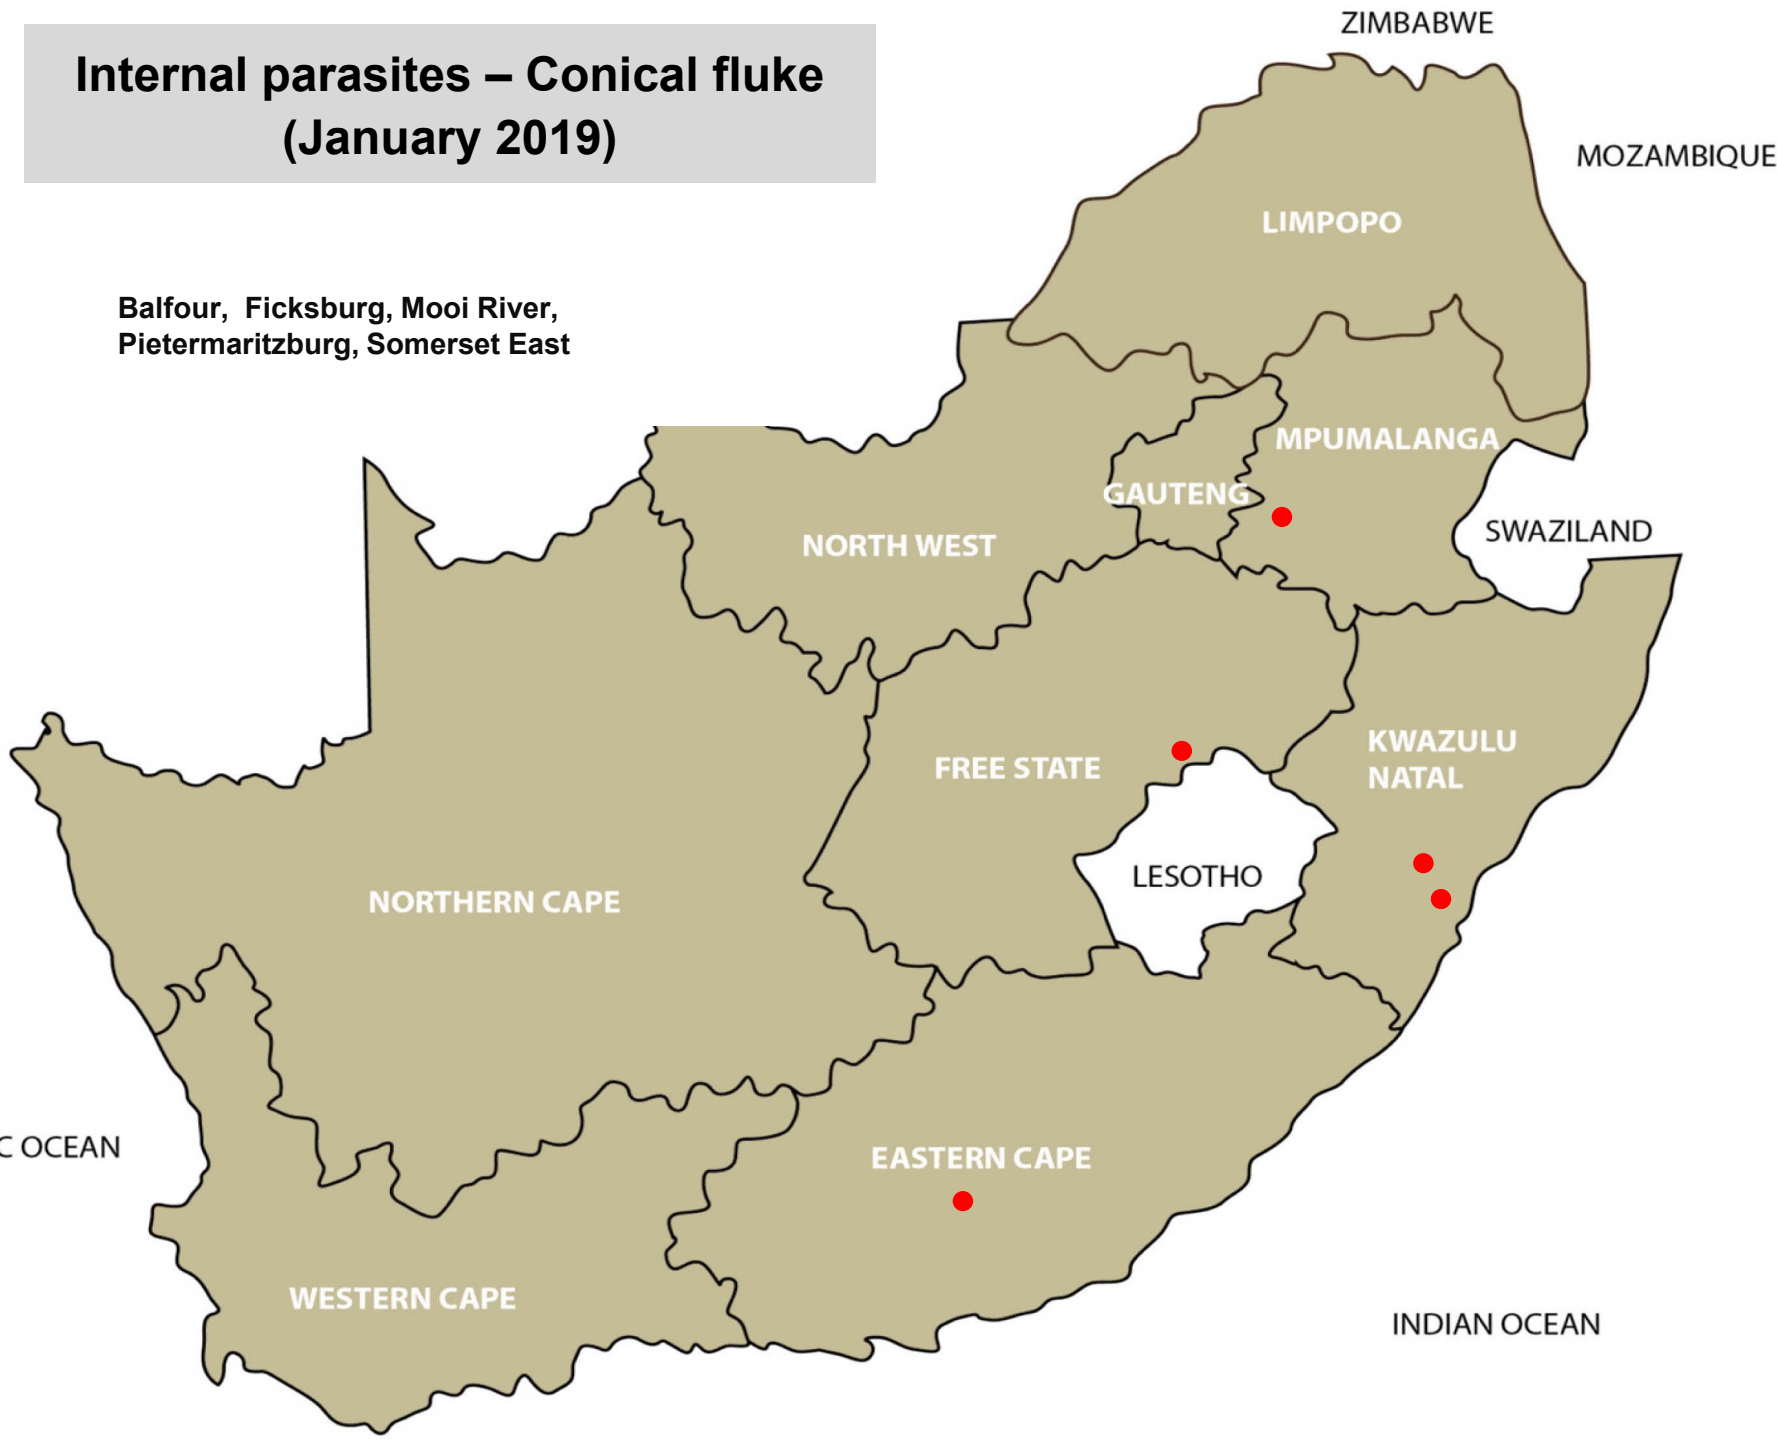 Internal parasites – Conical fluke
(January 2019)
Balfour,  Ficksburg, Mooi River,
Pietermaritzburg, Somerset East
ZIMBABWE
MOZAMBIQUE
LIMPOPO
MPUMALANGA
GAUTENG
SWAZILAND
NORTH WEST
KWAZULU
NATAL
FREE STATE
LESOTHO
NORTHERN CAPE
C OCEAN
EASTERN CAPE
WESTERN CAPE
INDIAN OCEAN